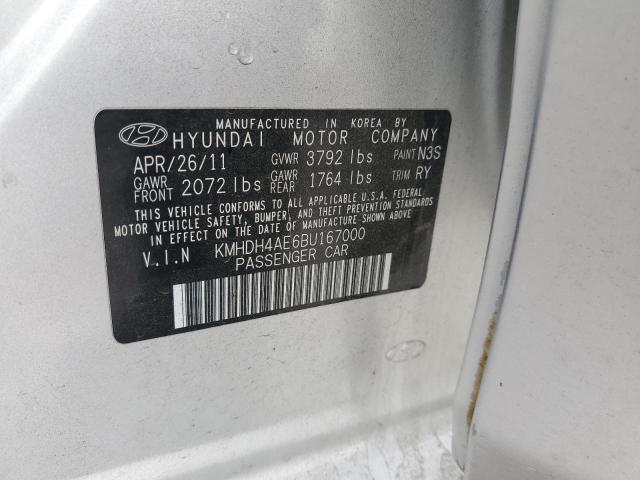 MANUFACTURED IN KOREA BY
HYUNDAI MOTOR COMPANY
APR/26/11 GVWR 3792 lbs PAINT N3S
GAWR FRONT 2072 lbs GAWR REAR 1764 lbs TRIM RY
THIS VEHICLE CONFORMS TO ALL APPLICABLE U.S.A. FEDERAL
MOTOR VEHICLE SAFETY, BUMPER, AND THEFT PREVENTION STANDARDS
IN EFFECT ON THE DATE OF MANUFACTURE SHOWN ABOVE
V.I.N KMHDH4AE6BU167000
PASSENGER CAR